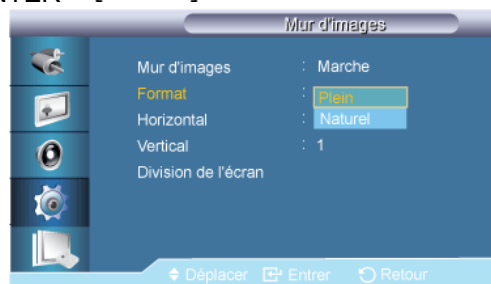 Mur d'images
Mur d'images : Marche
Format : Plein
Naturel
Horizontal :
Vertical : 1
Division de l'écran
Déplacer Entrer Retour